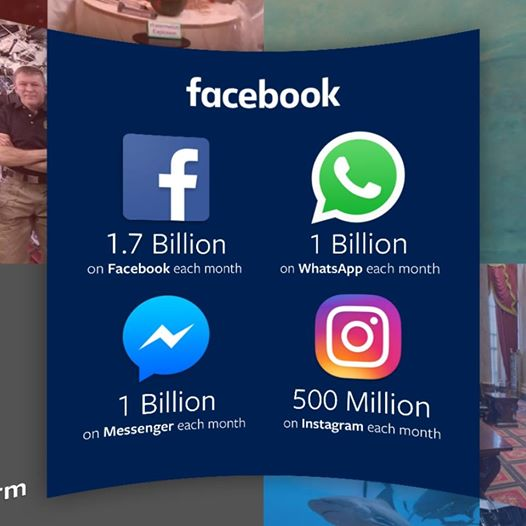 facebook
1.7 Billion
on Facebook each month
1 Billion
on WhatsApp each month
1 Billion
on Messenger each month
500 Million
on Instagram each month
rm